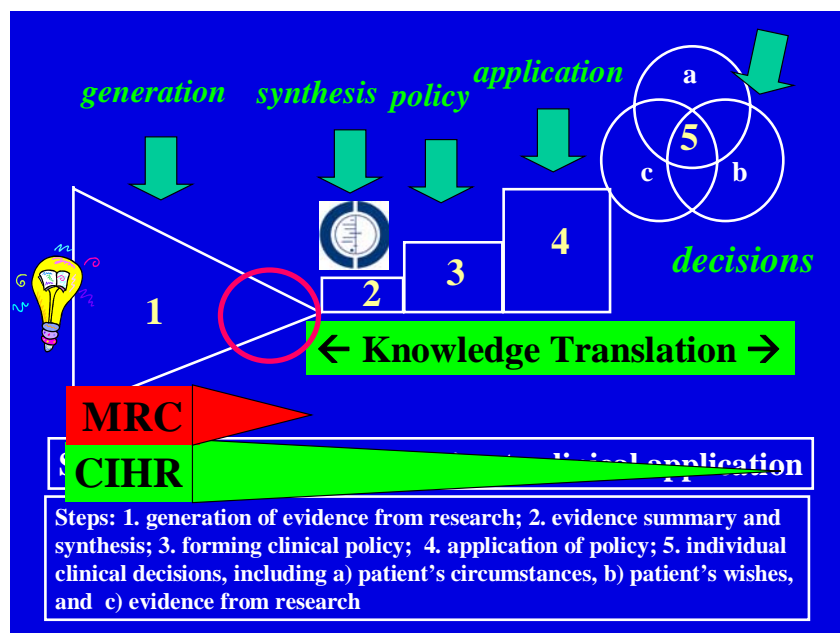 generation
synthesis
policy
application
a
5
c
b
decisions
1
2
3
4
← Knowledge Translation →
MRC
clinical application
CIHR
Steps: 1. generation of evidence from research; 2. evidence summary and
synthesis; 3. forming clinical policy; 4. application of policy; 5. individual
clinical decisions, including a) patient's circumstances, b) patient's wishes,
and c) evidence from research